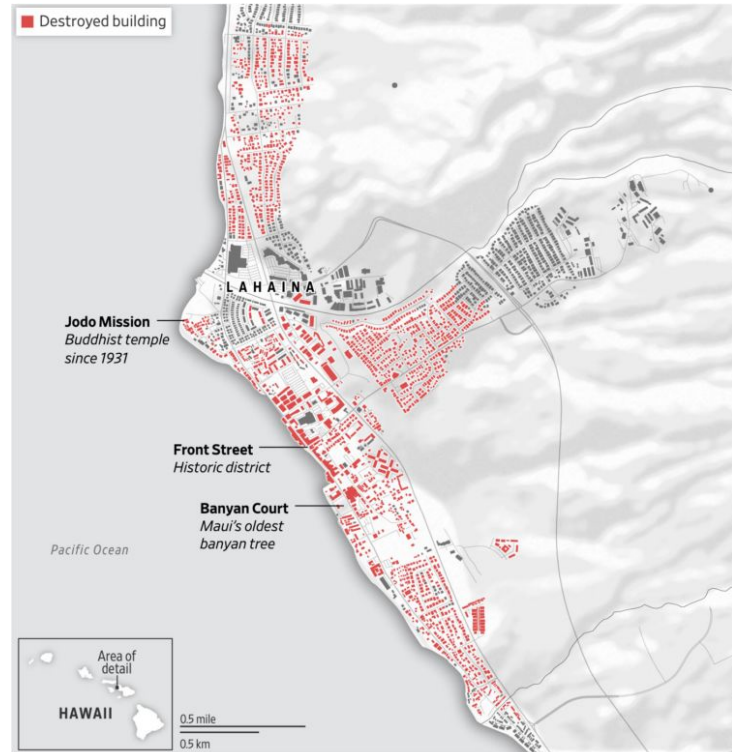 Destroyed building
LAHAINA
Jodo Mission
Buddhist temple
since 1931
Front Street
Historic district
Banyan Court
Maui's oldest
banyan tree
Pacific Ocean
Area of
detail
HAWAII
0.5 mile
0.5 km